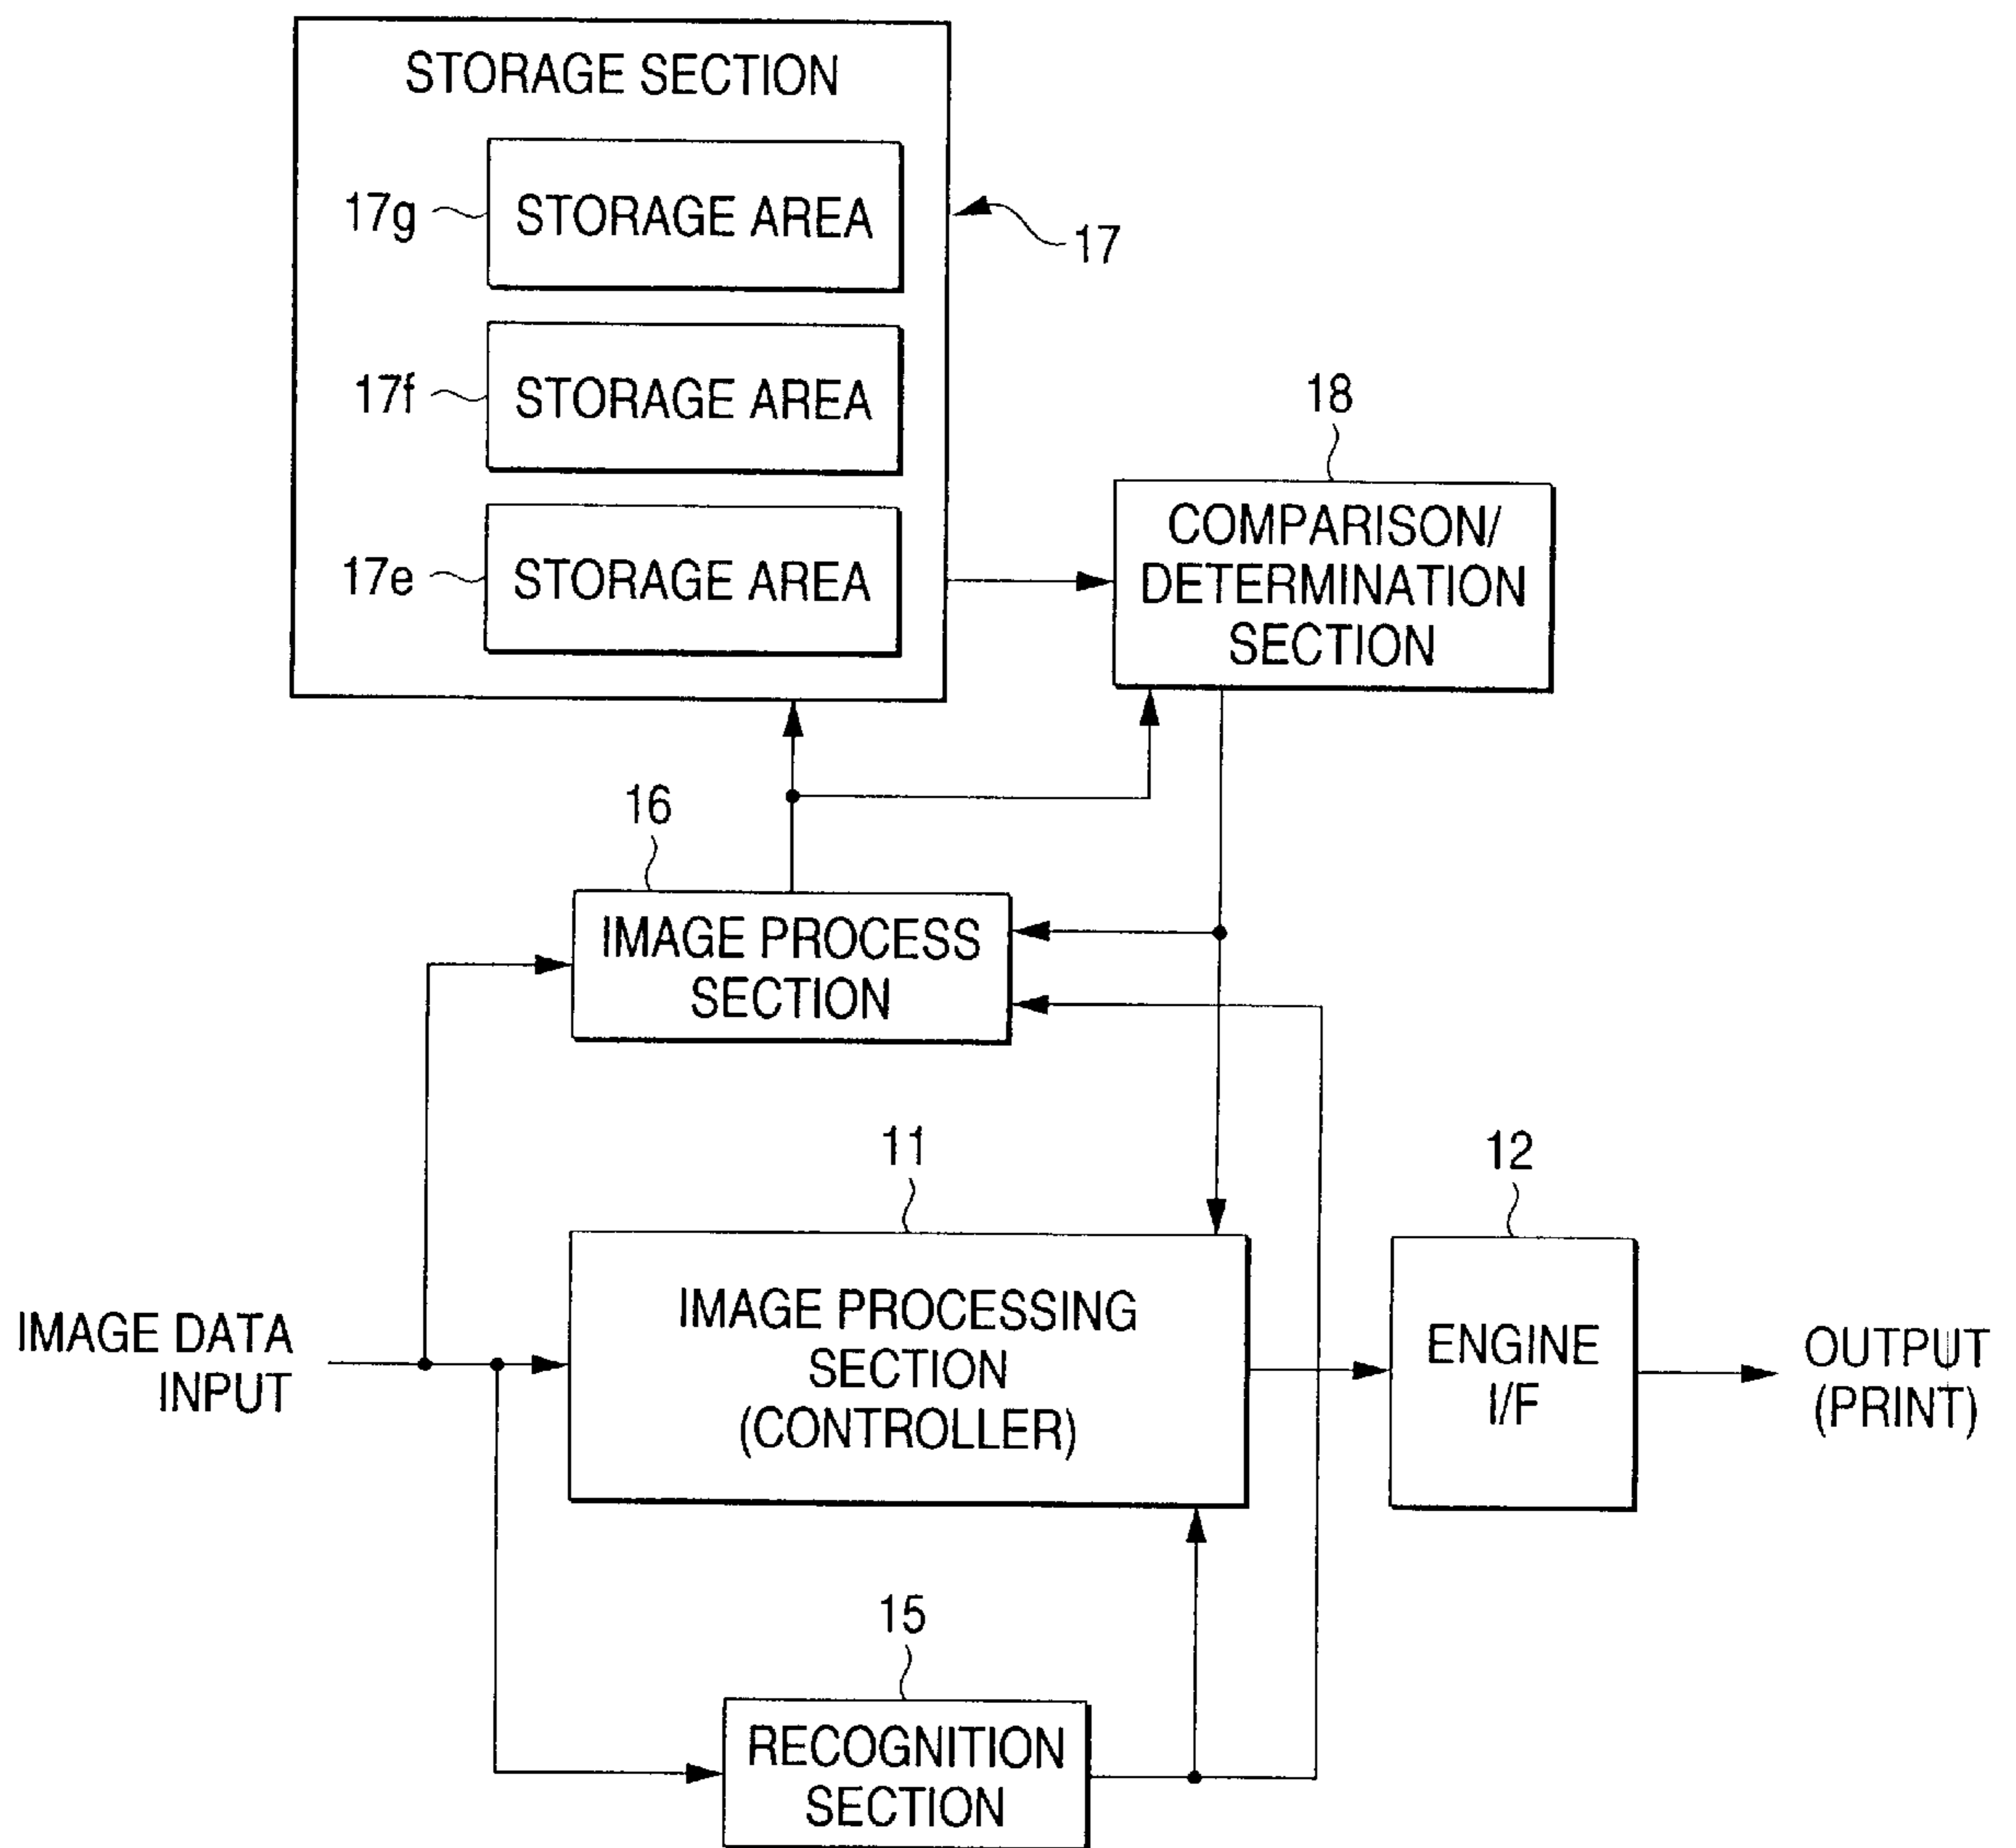 STORAGE SECTION
17g
STORAGE AREA
17
17f
STORAGE AREA
17e
STORAGE AREA
18
COMPARISON/
DETERMINATION
SECTION
16
IMAGE PROCESS
SECTION
11
IMAGE PROCESSING
SECTION
(CONTROLLER)
12
ENGINE
I/F
IMAGE DATA
INPUT
OUTPUT
(PRINT)
15
RECOGNITION
SECTION